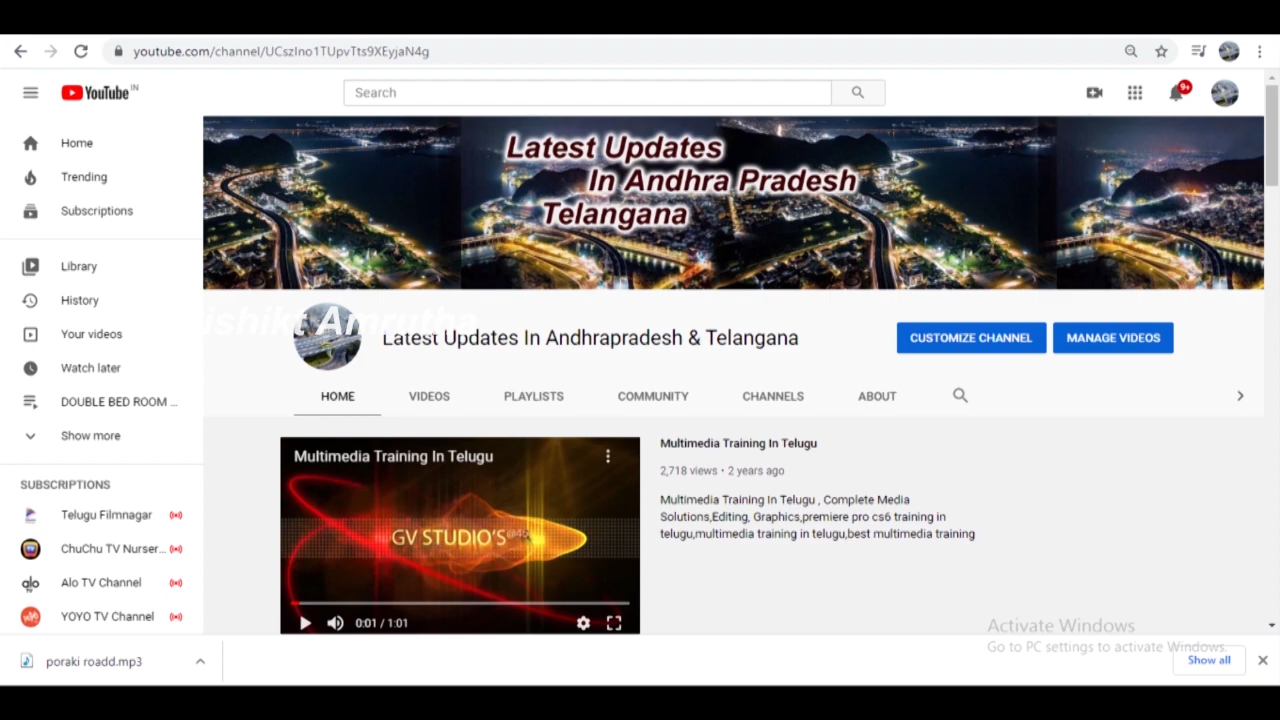 youtube.com/channel/UCszIno1TUpvTts9XEyjaN4g
YouTube IN
Search
9+
Home
Trending
Subscriptions
Library
History
Your videos
Watch later
DOUBLE BED ROOM ...
Show more
SUBSCRIPTIONS
Telugu Filmnagar
ChuChu TV Nurser...
Alo TV Channel
YOYO TV Channel
Latest Updates
In Andhra Pradesh
Telangana
ishikt Amrutha
Latest Updates In Andhrapradesh & Telangana
CUSTOMIZE CHANNEL
MANAGE VIDEOS
HOME
VIDEOS
PLAYLISTS
COMMUNITY
CHANNELS
ABOUT
Multimedia Training In Telugu
GV STUDIO'S
0:01 / 1:01
Multimedia Training In Telugu
2,718 views • 2 years ago
Multimedia Training In Telugu , Complete Media
Solutions,Editing, Graphics,premiere pro cs6 training in
telugu,multimedia training in telugu,best multimedia training
Activate Windows
Go to PC settings to activate Windows.
poraki roadd.mp3
Show all